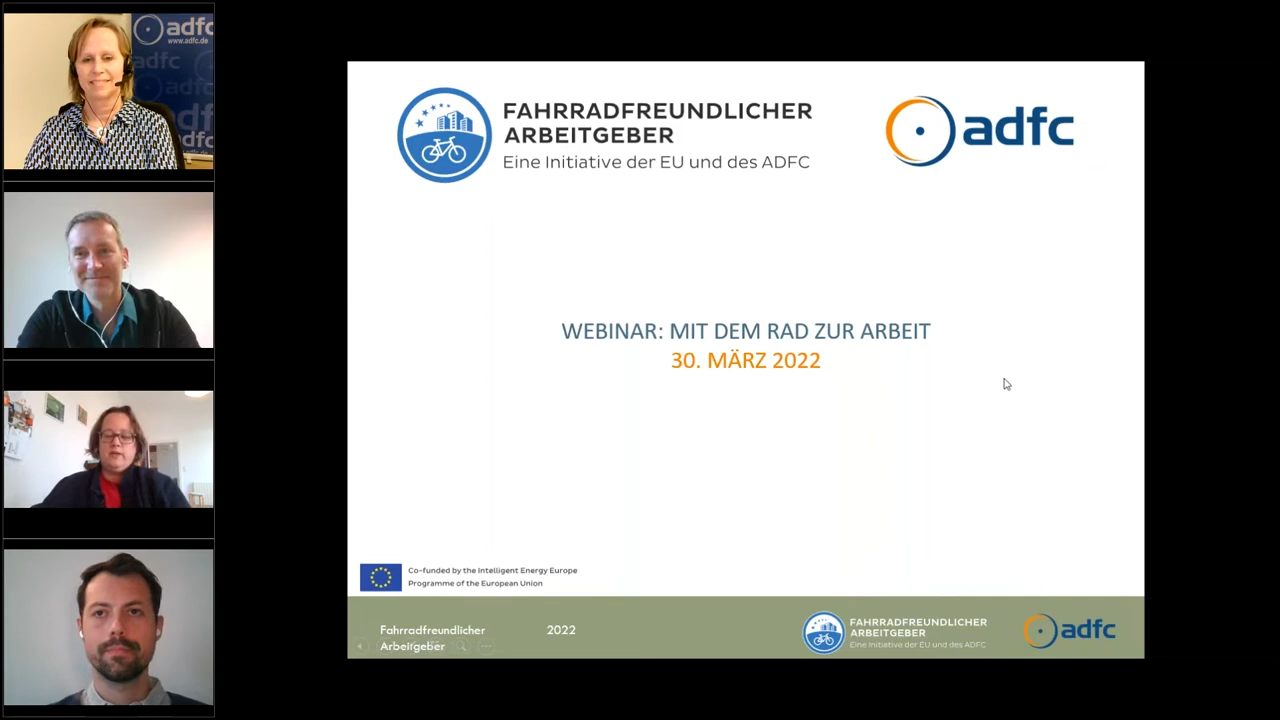 adfc
www.adfc.de
adfc
adfc
adfc
FAHRRADFREUNDLICHER
ARBEITGEBER
Eine Initiative der EU und des ADFC
adfc
WEBINAR: MIT DEM RAD ZUR ARBEIT
30. MÄRZ 2022
Co-funded by the Intelligent Energy Europe
Programme of the European Union
Fahrradfreundlicher
Arbeitgeber
2022
FAHRRADFREUNDLICHER
ARBEITGEBER
Eine Initiative der EU und des ADFC
adfc